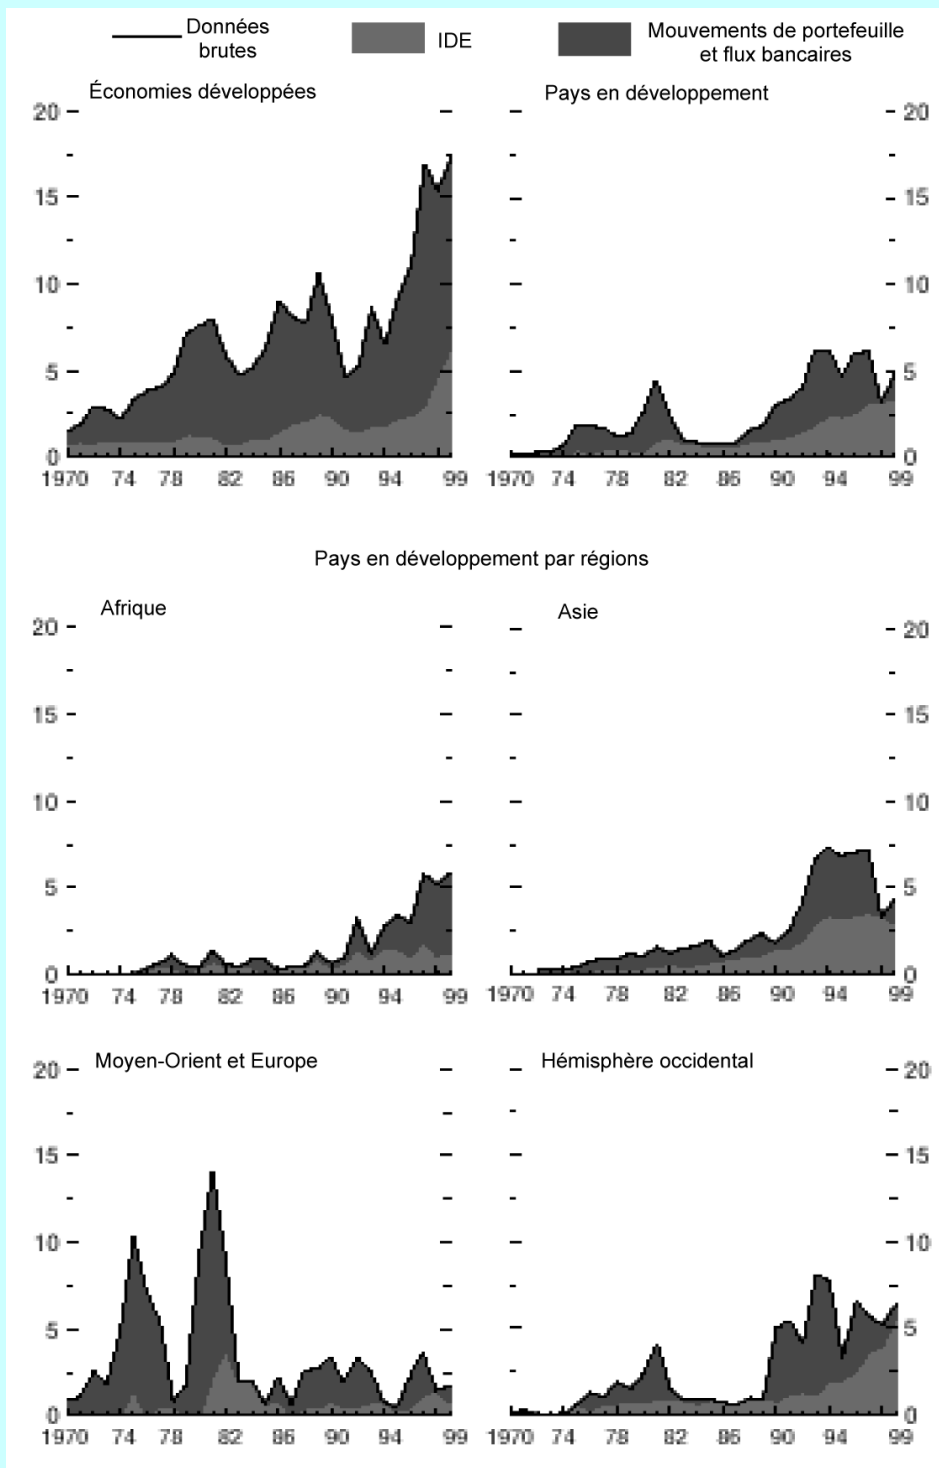 Données
brutes
IDE
Mouvements de portefeuille
et flux bancaires
Économies développées
20
15
10
5
0
1970 74 78 82 86 90 94 99
Pays en développement
20
15
10
5
0
1970 74 78 82 86 90 94 99
Pays en développement par régions
Afrique
20
15
10
5
0
1970 74 78 82 86 90 94 99
Asie
20
15
10
5
0
1970 74 78 82 86 90 94 99
Moyen-Orient et Europe
20
15
10
5
0
1970 74 78 82 86 90 94 99
Hémisphère occidental
20
15
10
5
0
1970 74 78 82 86 90 94 99